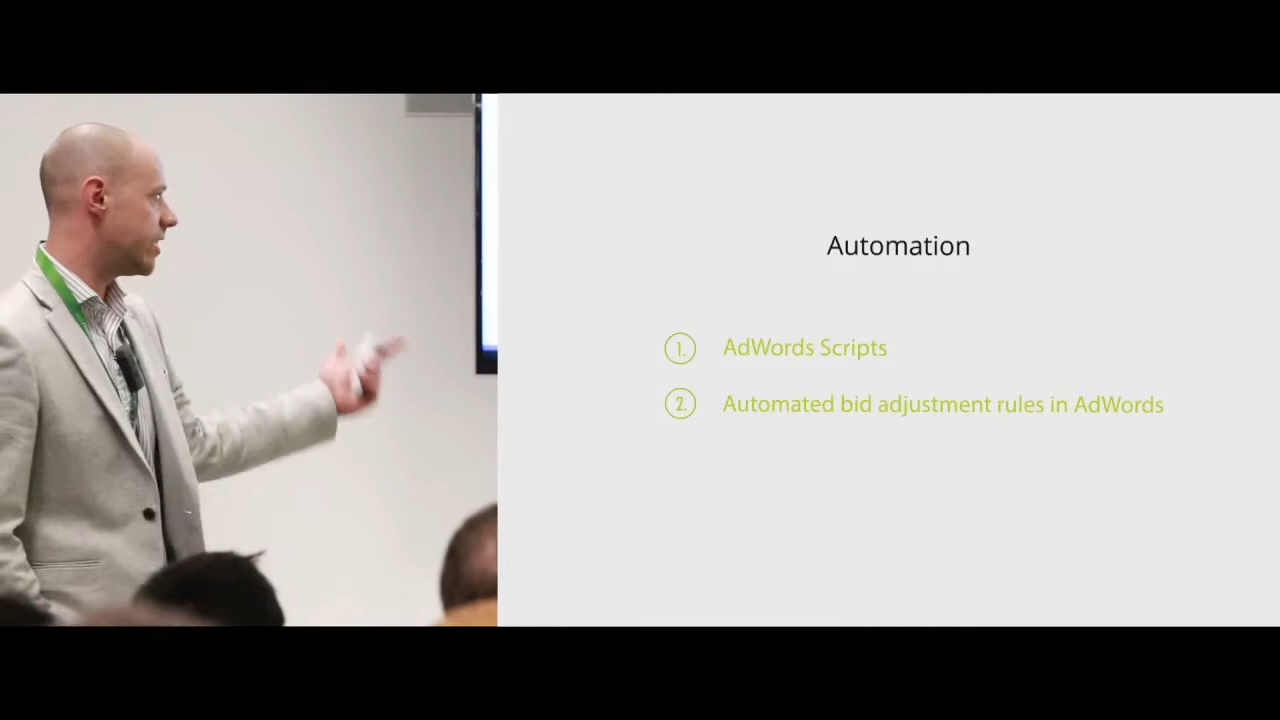 Automation
1. AdWords Scripts
2. Automated bid adjustment rules in AdWords